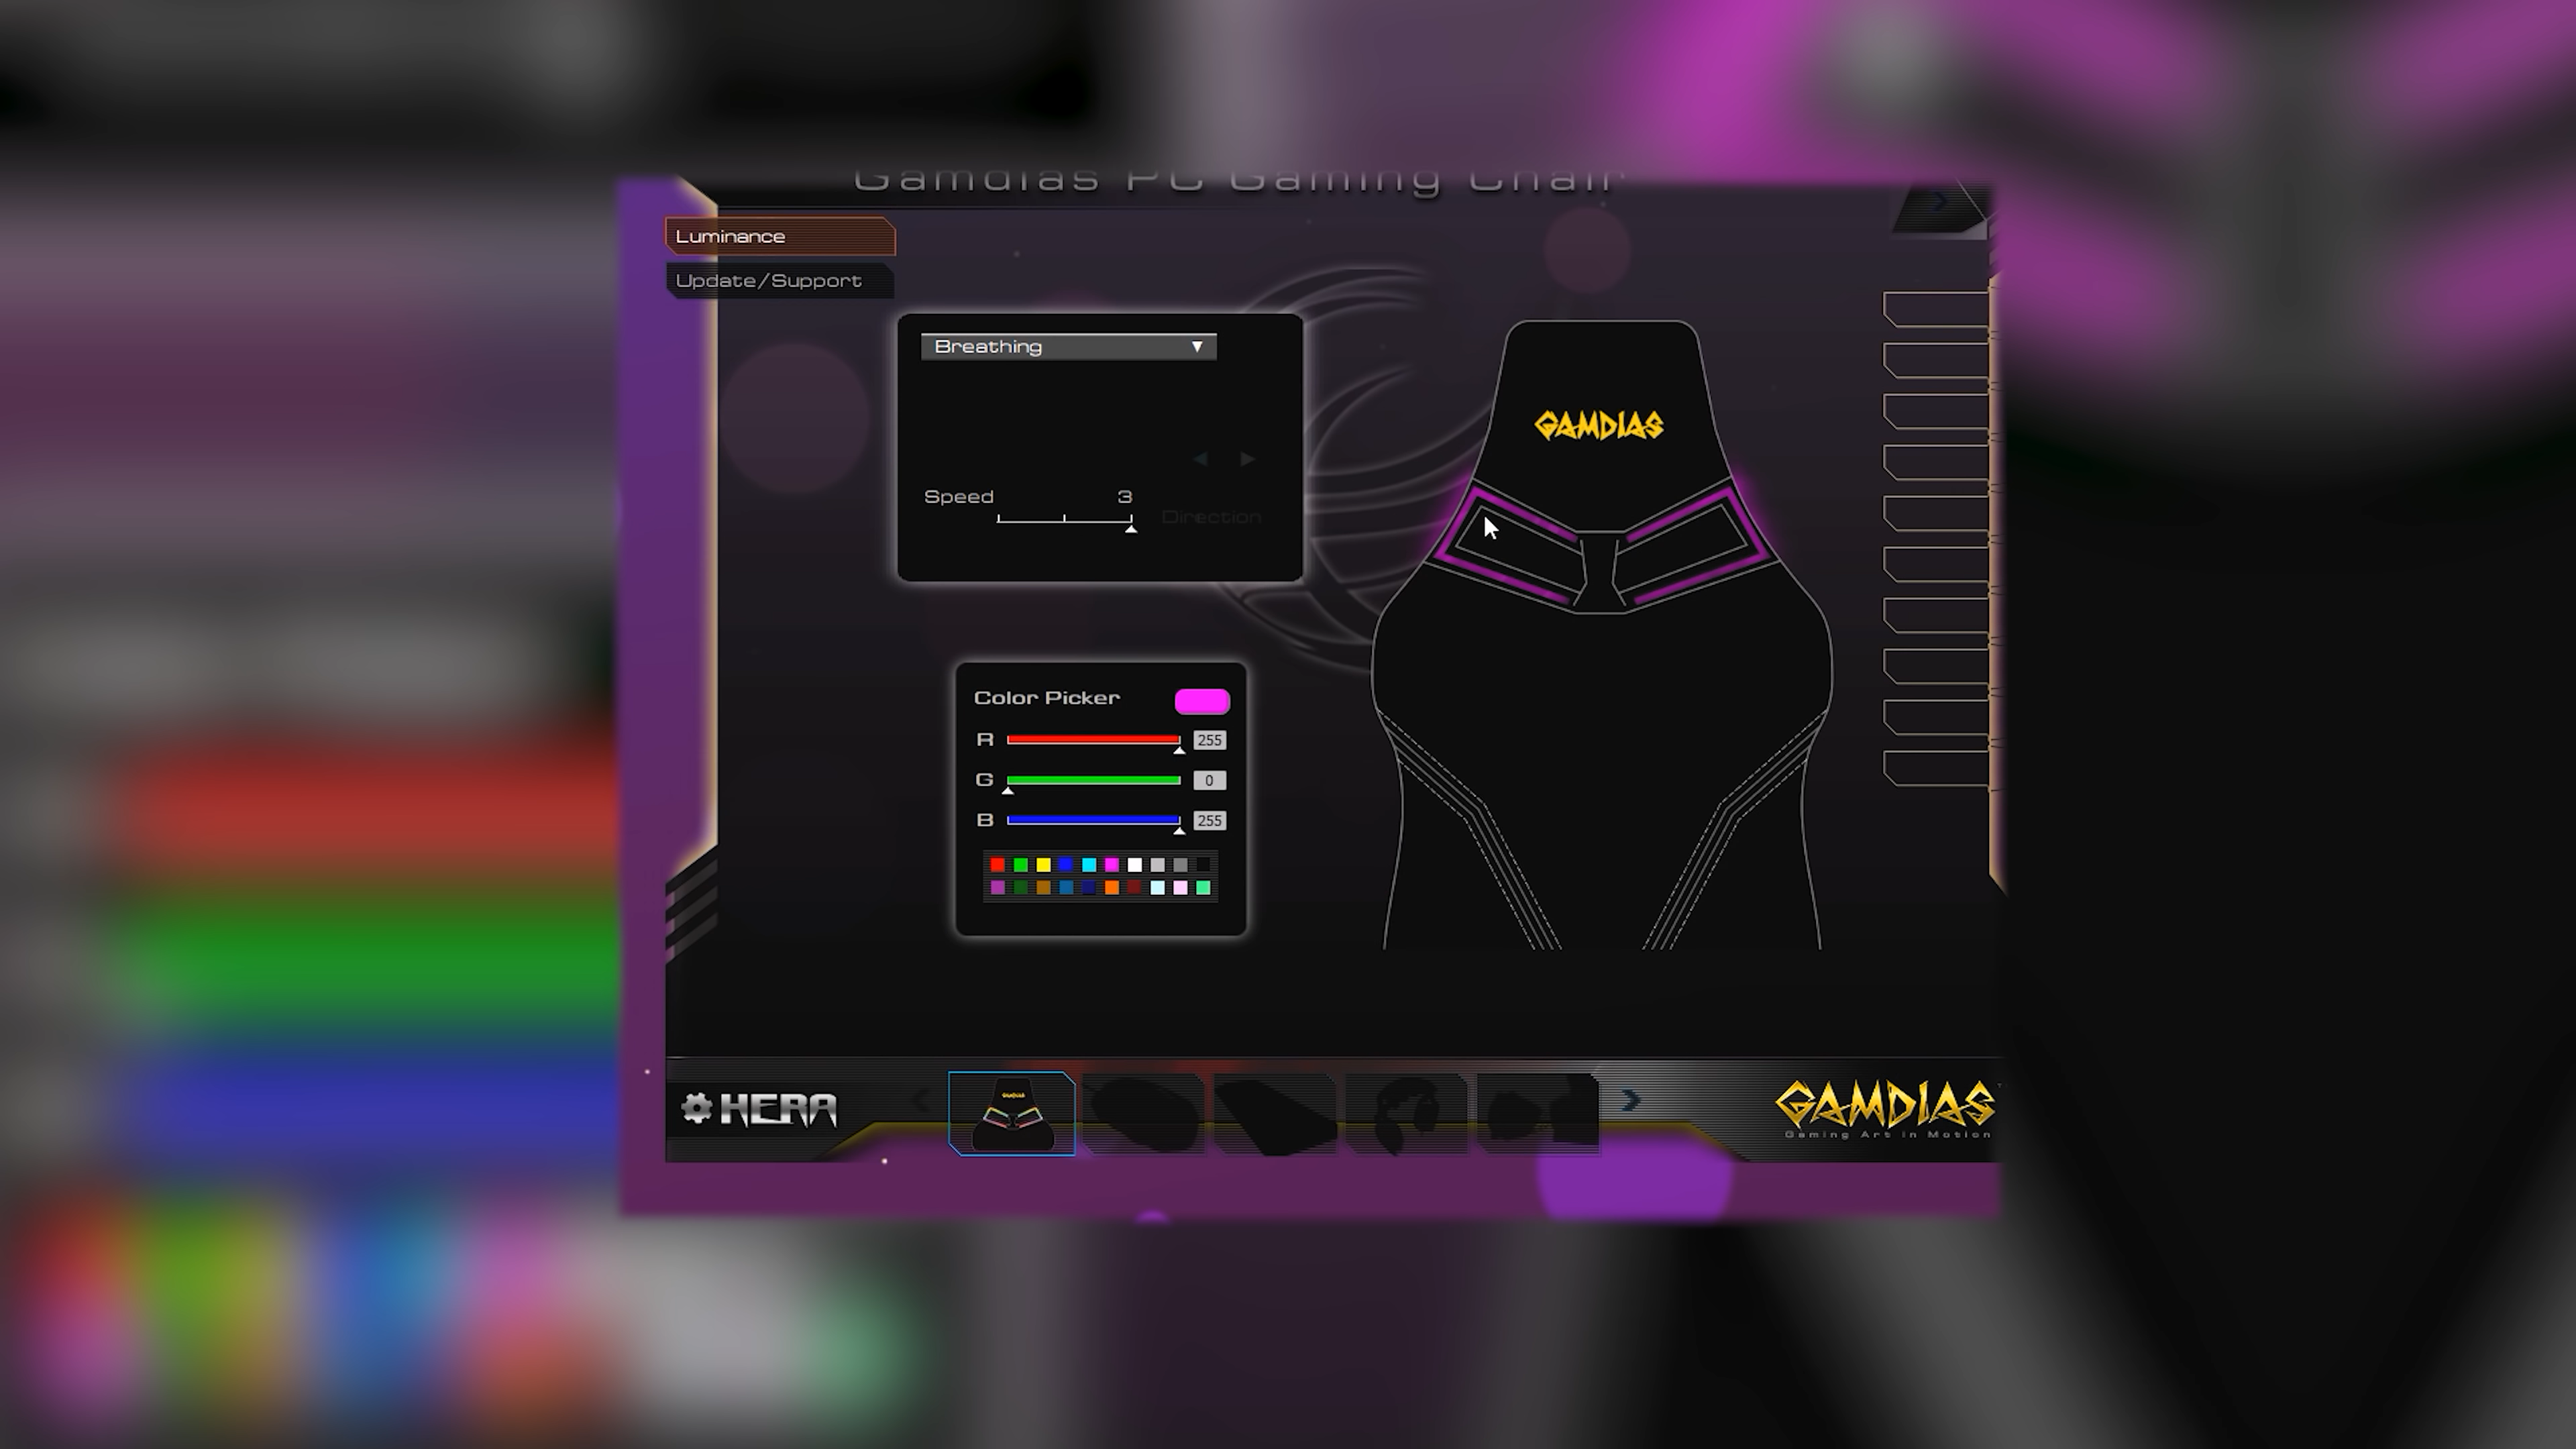 Gamdias PC Gaming Chair
Luminance
Update/Support
Breathing
Speed 3
Direction
GAMDIAS
Color Picker
R 255
G 0
B 255
HERA
GAMDIAS
Gaming Art in Motion